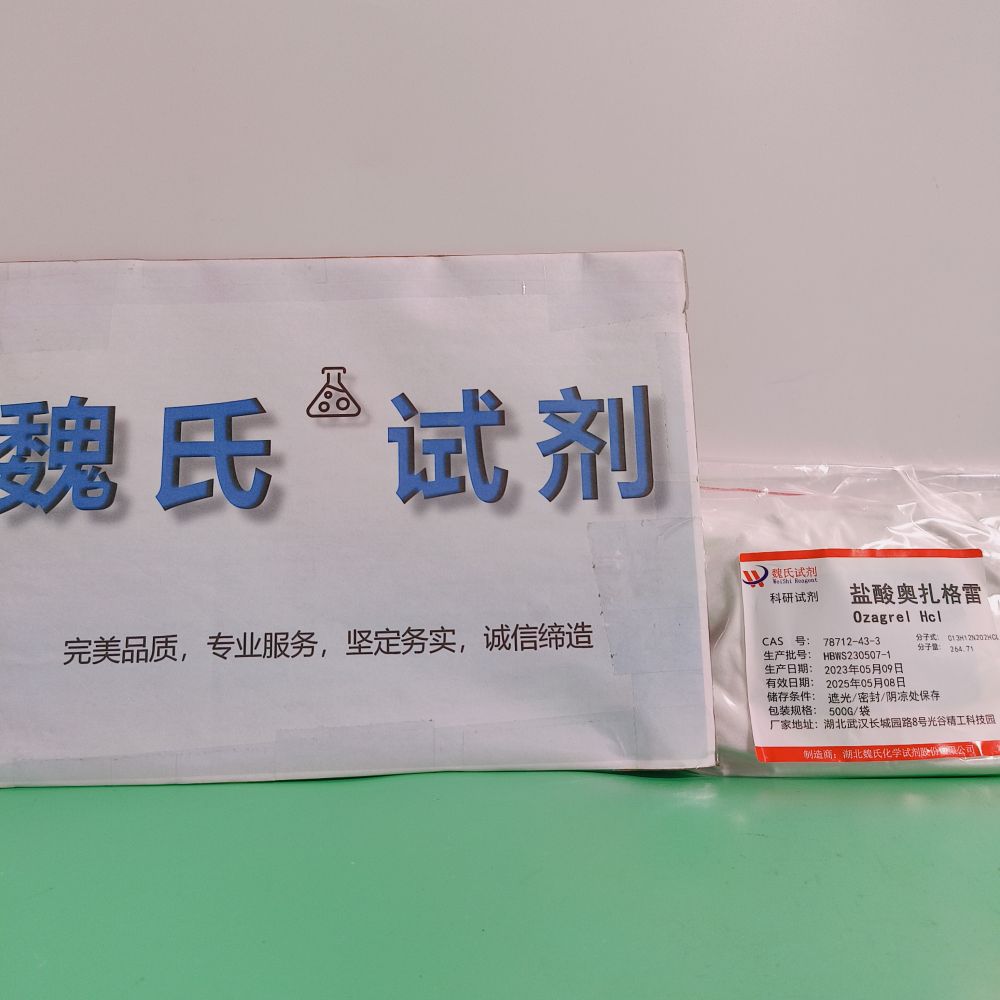 魏氏试剂
完美品质，专业服务，坚定务实，诚信缔造
魏氏试剂
WeiShi Reagent
科研试剂
盐酸奥扎格雷
Ozagrel Hcl
CAS 号： 78712-43-3
分子式： C13H12N2O2HCL
分子量： 264.71
生产批号： HBWS230507-1
生产日期： 2023年05月09日
有效日期： 2025年05月08日
储存条件： 遮光/密封/阴凉处保存
包装规格： 500G/袋
厂家地址： 湖北武汉长城园路8号光谷精工科技园
制造商：湖北魏氏化学试剂股份有限公司